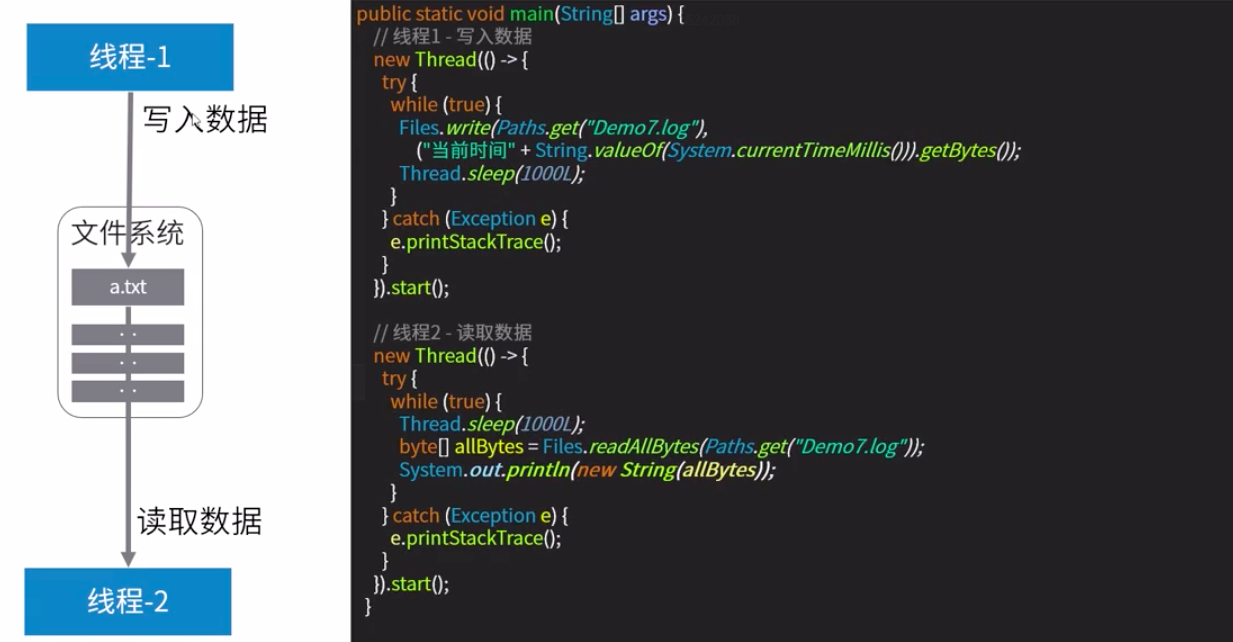 线程-1
写入数据
文件系统
a.txt
. .
. .
. .
读取数据
线程-2
public static void main(String[] args) {
// 线程1 - 写入数据
new Thread(() -> {
try {
while (true) {
Files.write(Paths.get("Demo7.log"),
("当前时间" + String.valueOf(System.currentTimeMillis())).getBytes());
Thread.sleep(1000L);
}
} catch (Exception e) {
e.printStackTrace();
}
}).start();
// 线程2 - 读取数据
new Thread(() -> {
try {
while (true) {
Thread.sleep(1000L);
byte[] allBytes = Files.readAllBytes(Paths.get("Demo7.log"));
System.out.println(new String(allBytes));
}
} catch (Exception e) {
e.printStackTrace();
}
}).start();
}